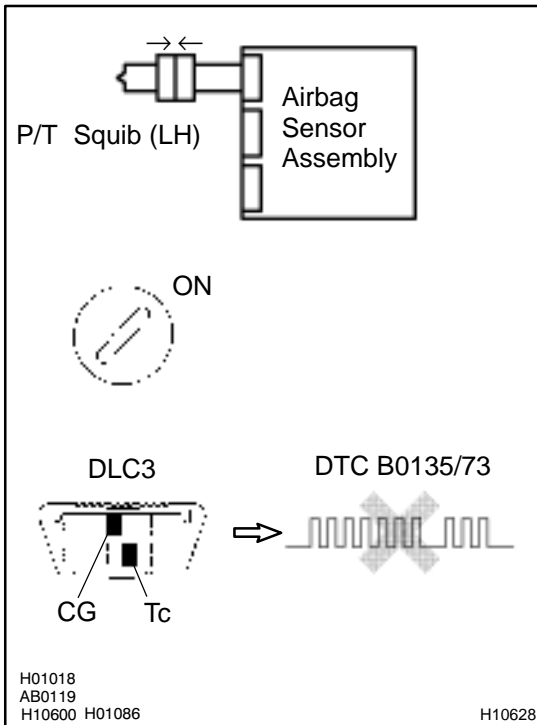 P/T Squib (LH)
Airbag
Sensor
Assembly
ON
DLC3
DTC B0135/73
CG
Tc
H01018
AB0119
H10600 H01086
H10628